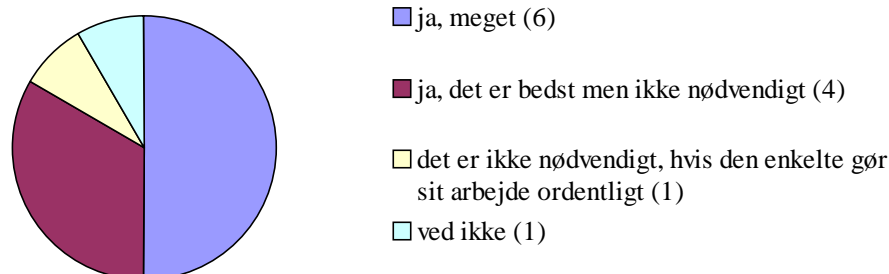 ja, meget (6)
ja, det er bedst men ikke nødvendigt (4)
det er ikke nødvendigt, hvis den enkelte gør
sit arbejde ordentligt (1)
ved ikke (1)